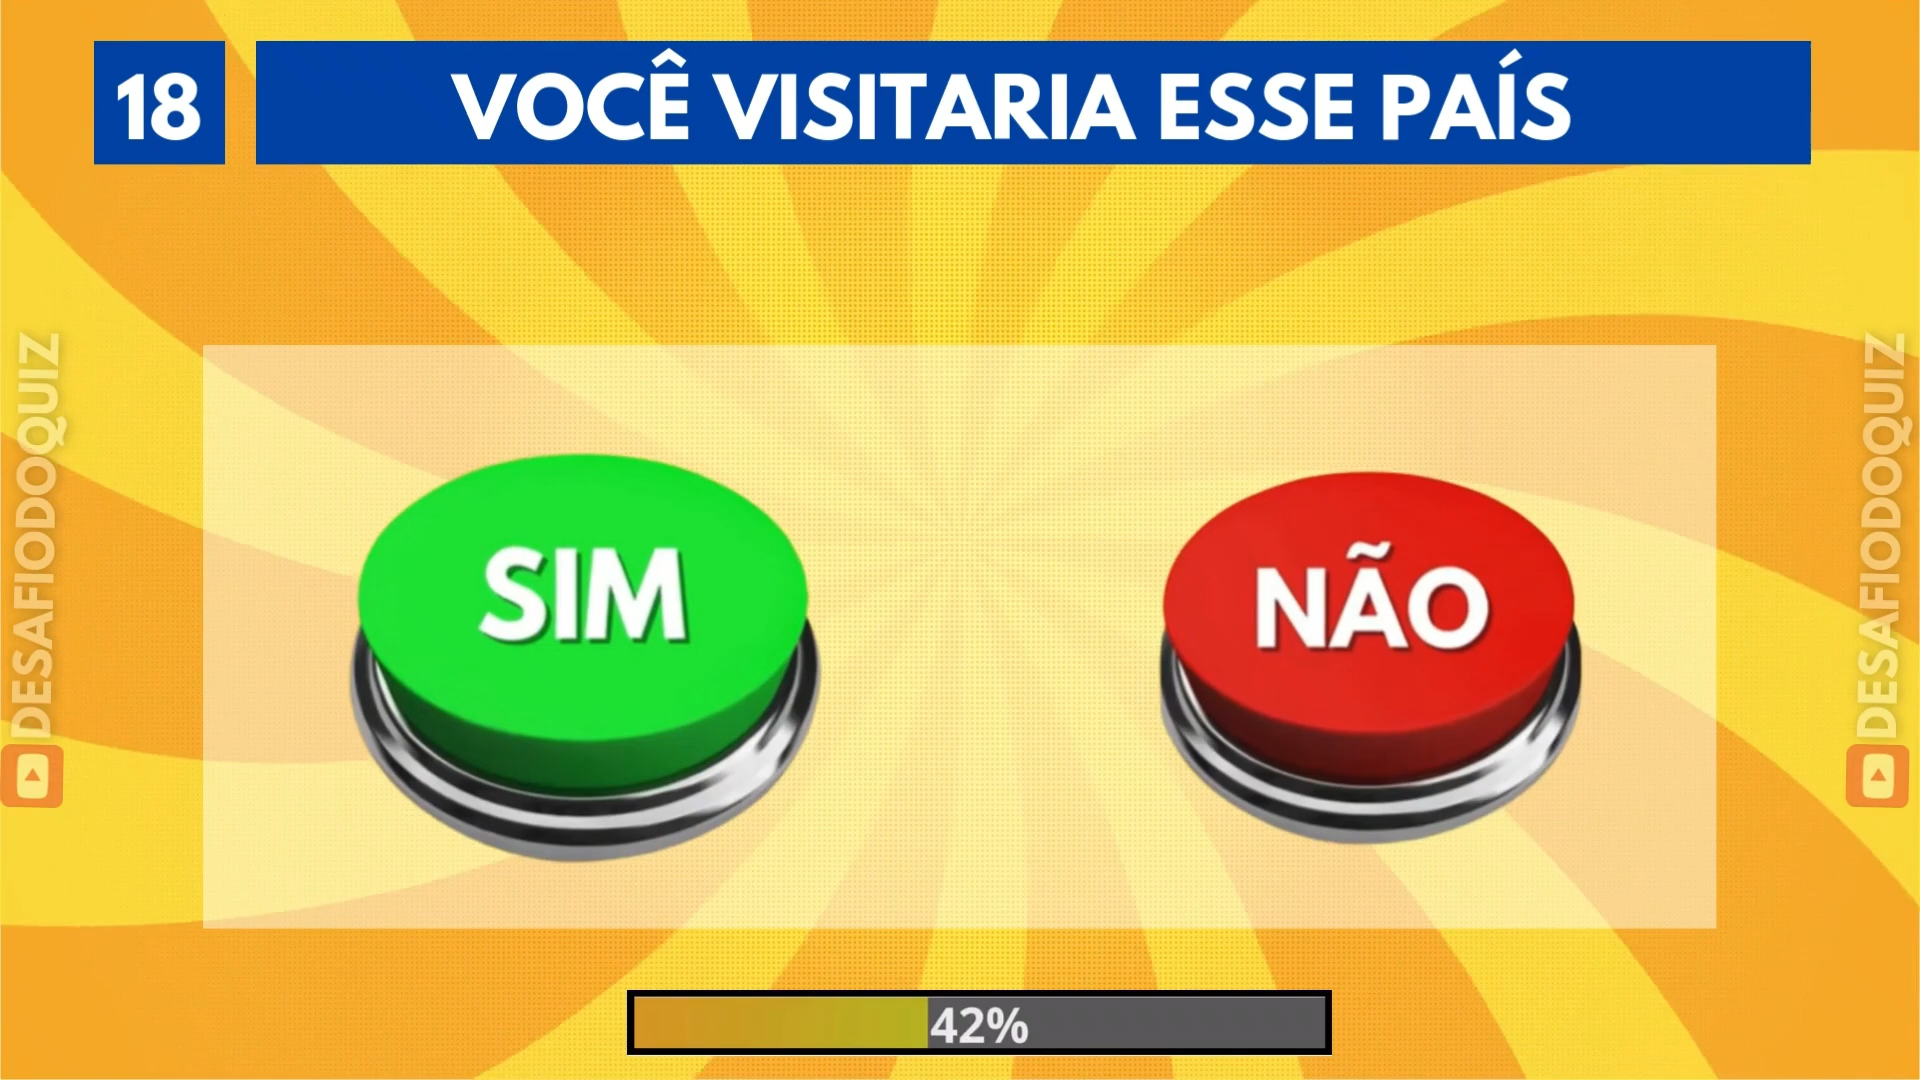 18
VOCÊ VISITARIA ESSE PAÍS
DESAFIODOQUIZ
SIM
NÃO
DESAFIODOQUIZ
42%